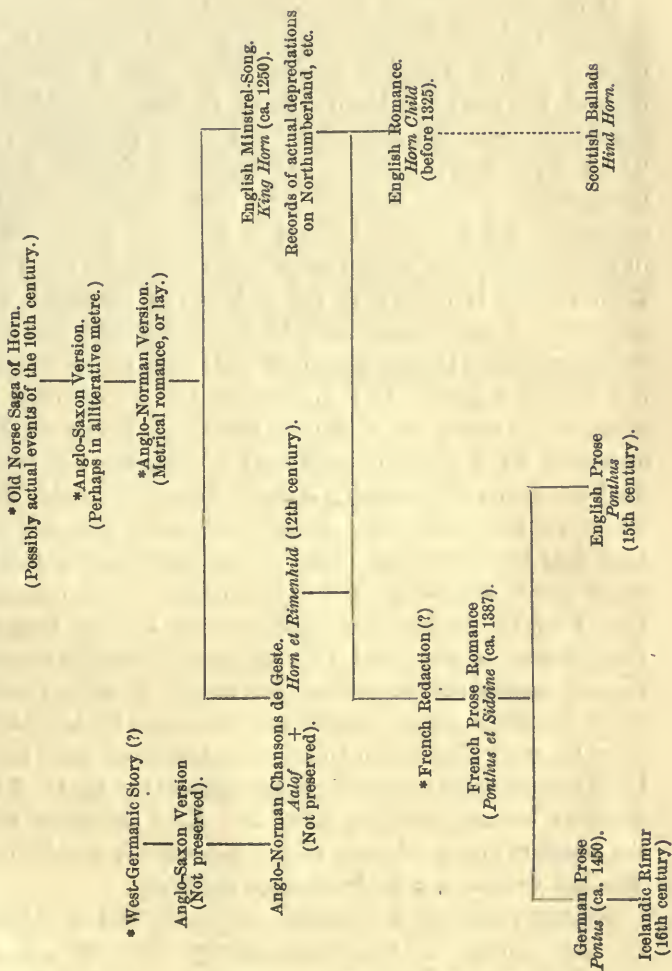 * Old Norse Saga of Horn.
(Possibly actual events of the 10th century.)
*Anglo-Saxon Version.
(Perhaps in alliterative metre.)
*Anglo-Norman Version.
(Metrical romance, or lay.)
* West-Germanic Story (?)
Anglo-Saxon Version
(Not preserved).
Anglo-Norman Chansons de Geste.
Aalof + Horn et Rimenhild (12th century).
(Not preserved).
English Minstrel-Song.
King Horn (ca. 1250).
Records of actual depredations
on Northumberland, etc.
* French Redaction (?)
French Prose Romance
(Ponthus et Sidoine (ca. 1387).
English Romance.
Horn Child
(before 1325).
German Prose
Pontus (ca. 1450).
Icelandic Rímur
(16th century)
English Prose
Ponthus
(15th century).
Scottish Ballads
Hind Horn.